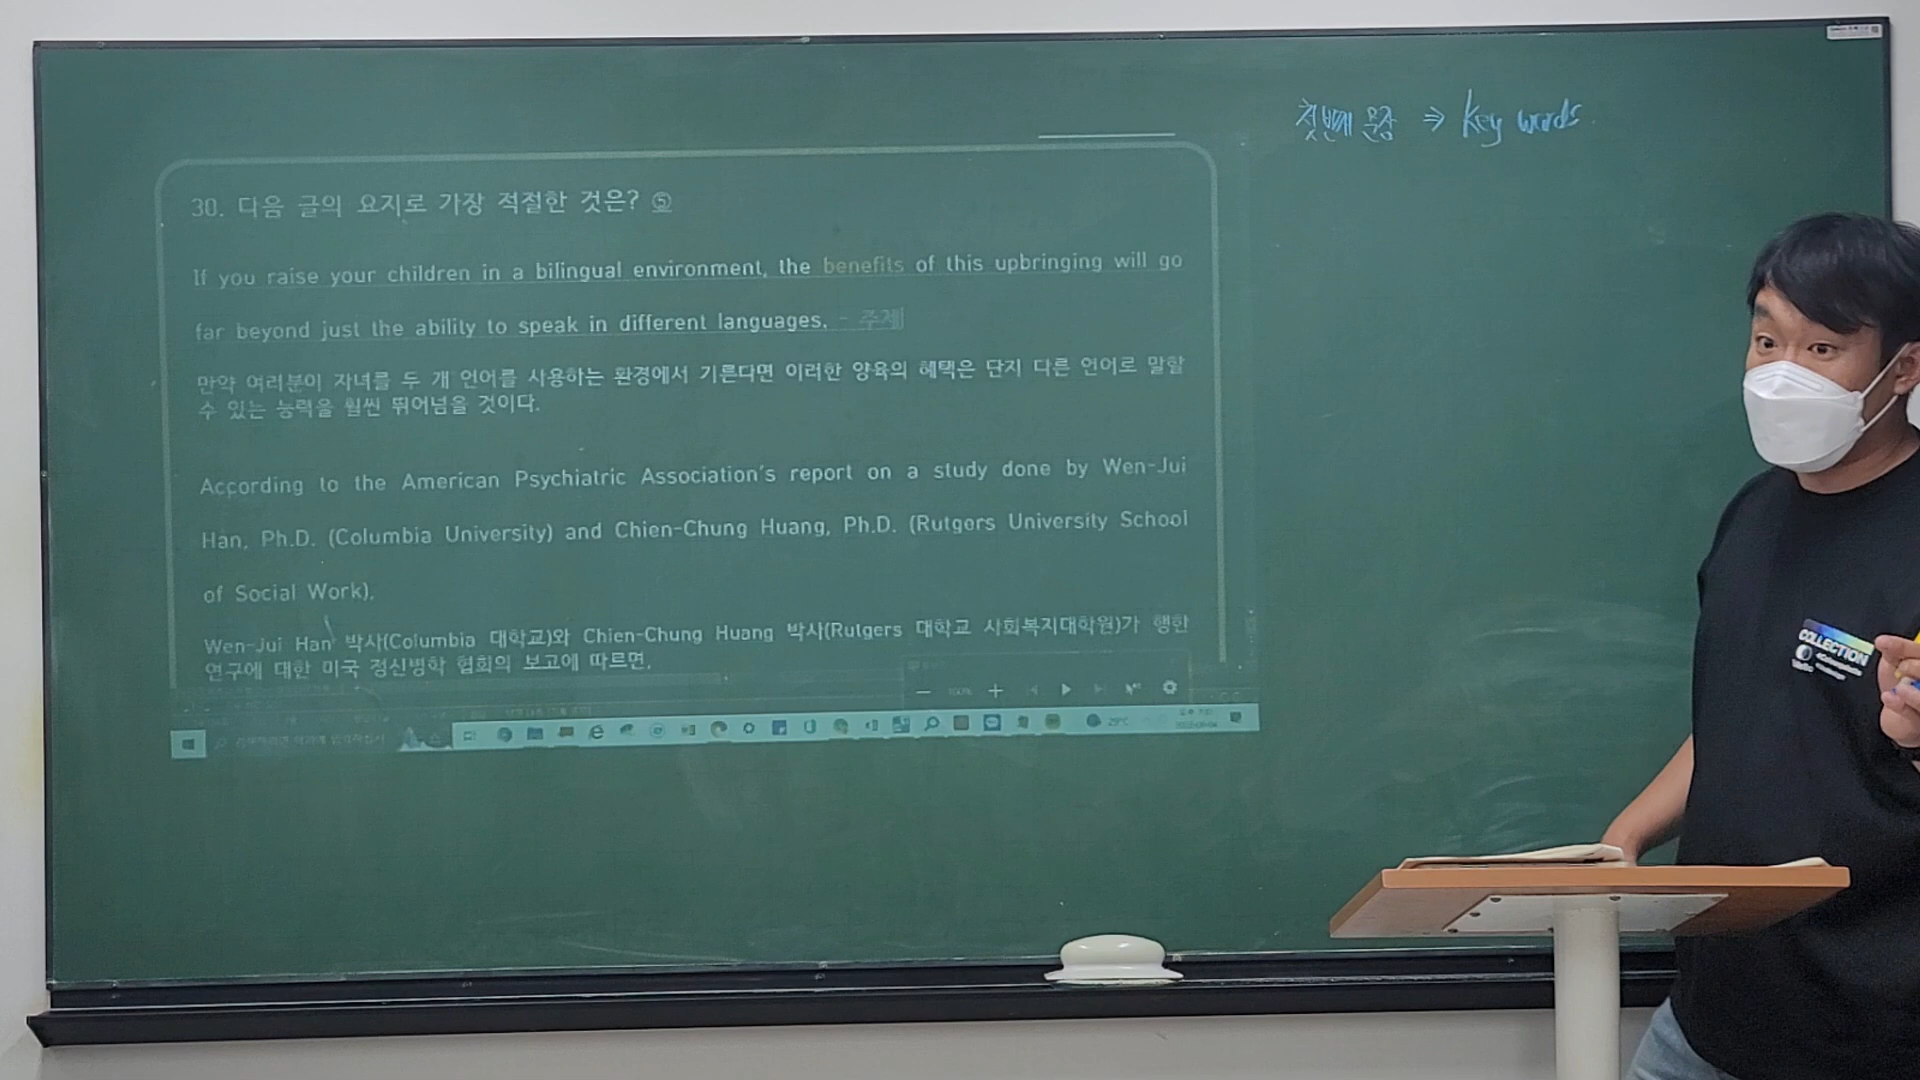 첫번째 문장 ⇒ key words.
30. 다음 글의 요지로 가장 적절한 것은? ⑤
If you raise your children in a bilingual environment, the benefits of this upbringing will go
far beyond just the ability to speak in different languages. - 주제
만약 여러분이 자녀를 두 개 언어를 사용하는 환경에서 기른다면 이러한 양육의 혜택은 단지 다른 언어로 말할
수 있는 능력을 훨씬 뛰어넘을 것이다.
According to the American Psychiatric Association's report on a study done by Wen-Jui
Han, Ph.D. (Columbia University) and Chien-Chung Huang, Ph.D. (Rutgers University School
of Social Work),
Wen-Jui Han 박사(Columbia 대학교)와 Chien-Chung Huang 박사(Rutgers 대학교 사회복지대학원)가 행한
연구에 대한 미국 정신병학 협회의 보고에 따르면,
100%
29°C
COLLECTION